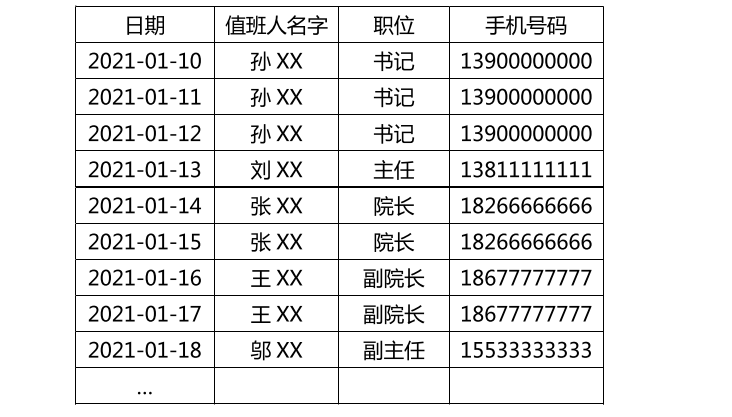 日期 值班人名字 职位 手机号码
2021-01-10 孙 XX 书记 13900000000
2021-01-11 孙 XX 书记 13900000000
2021-01-12 孙 XX 书记 13900000000
2021-01-13 刘 XX 主任 13811111111
2021-01-14 张 XX 院长 18266666666
2021-01-15 张 XX 院长 18266666666
2021-01-16 王 XX 副院长 18677777777
2021-01-17 王 XX 副院长 18677777777
2021-01-18 邬 XX 副主任 15533333333
...